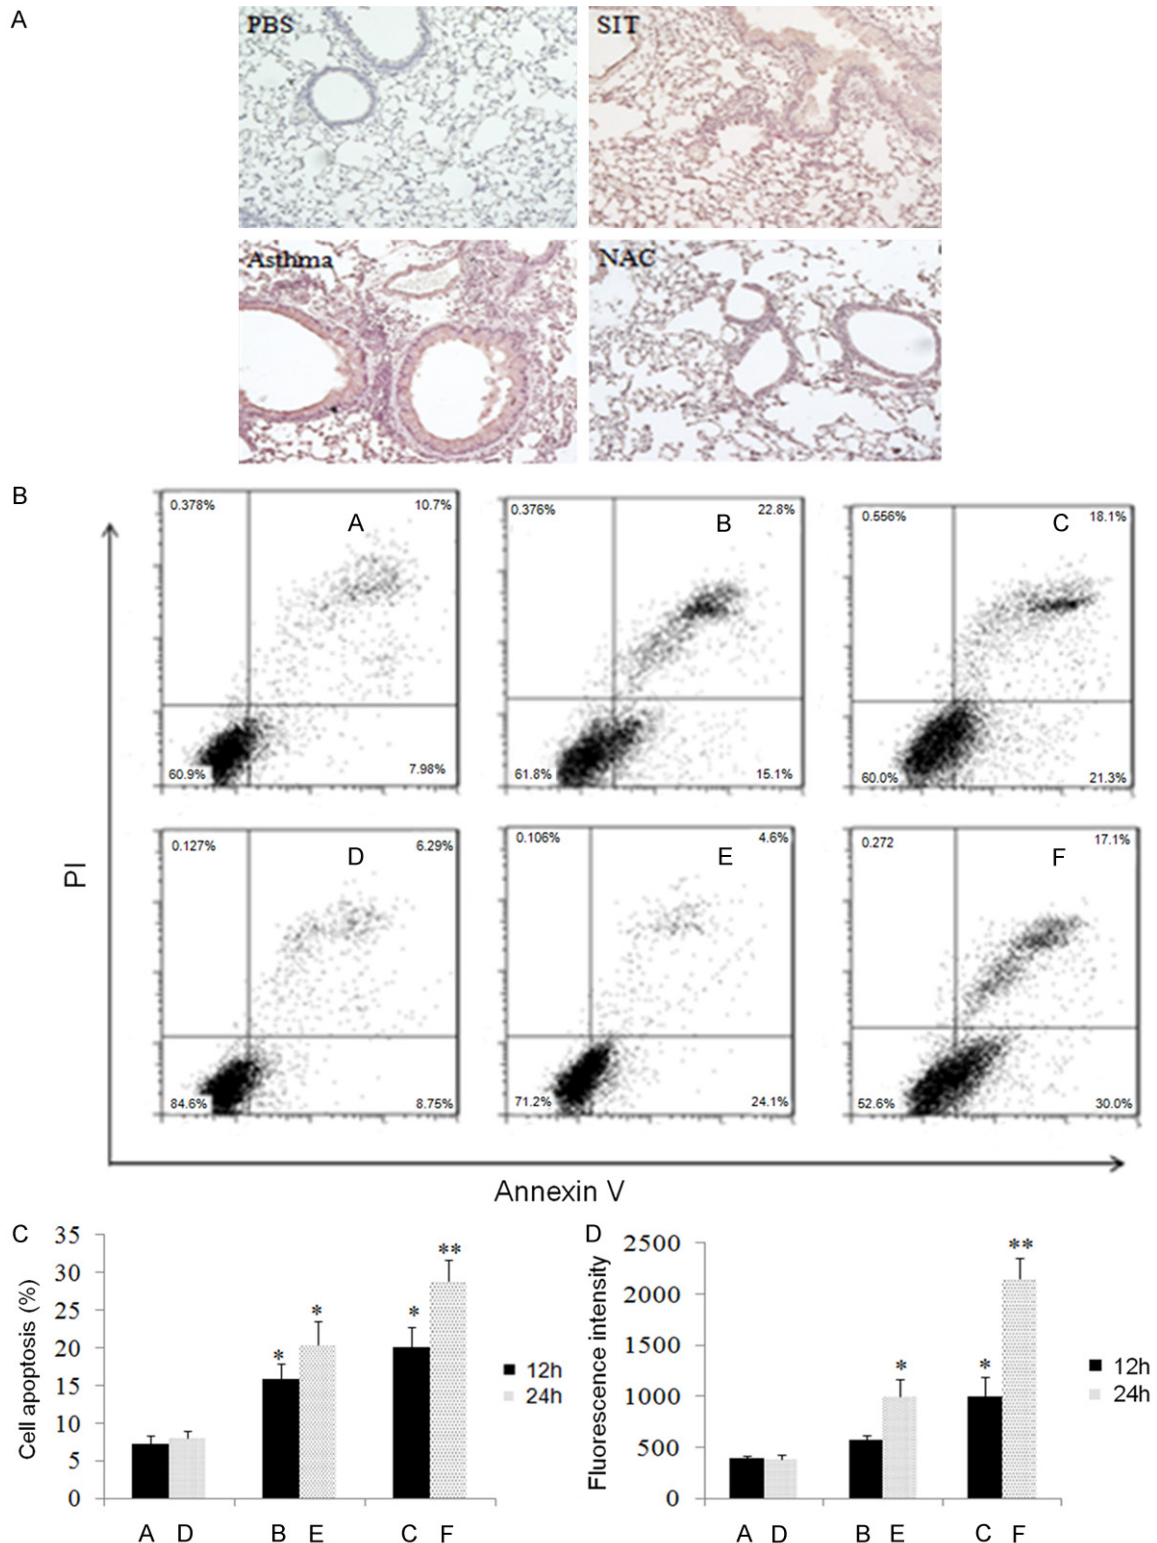 A
PBS
SIT
Asthma
NAC
B
0.378%
10.7%
A
60.9%
7.98%
0.376%
22.8%
B
61.8%
15.1%
0.556%
18.1%
C
60.0%
21.3%
0.127%
6.29%
D
84.6%
8.75%
0.106%
4.6%
E
71.2%
24.1%
0.272
17.1%
F
52.6%
30.0%
PI
Annexin V
C
Cell apoptosis (%)
35
30
25
20
15
10
5
0
*
*
*
**
A D B E C F
12h
24h
D
Fluorescence intensity
2500
2000
1500
1000
500
0
*
*
**
A D B E C F
12h
24h